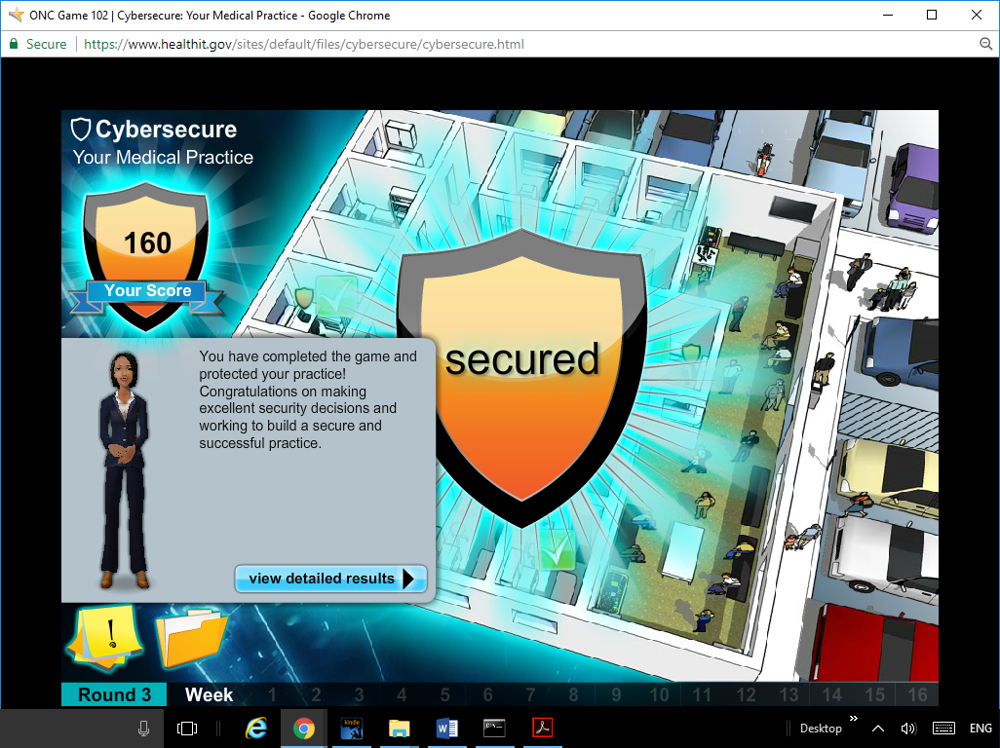 ONC Game 102 | Cybersecure: Your Medical Practice - Google Chrome
Secure
https://www.healthit.gov/sites/default/files/cybersecure/cybersecure.html
Cybersecure
Your Medical Practice
160
Your Score
secured
You have completed the game and
protected your practice!
Congratulations on making
excellent security decisions and
working to build a secure and
successful practice.
view detailed results
!
Round 3 Week 1 2 3 4 5 6 7 8 9 10 11 12 13 14 15 16
kindle
Desktop
ENG